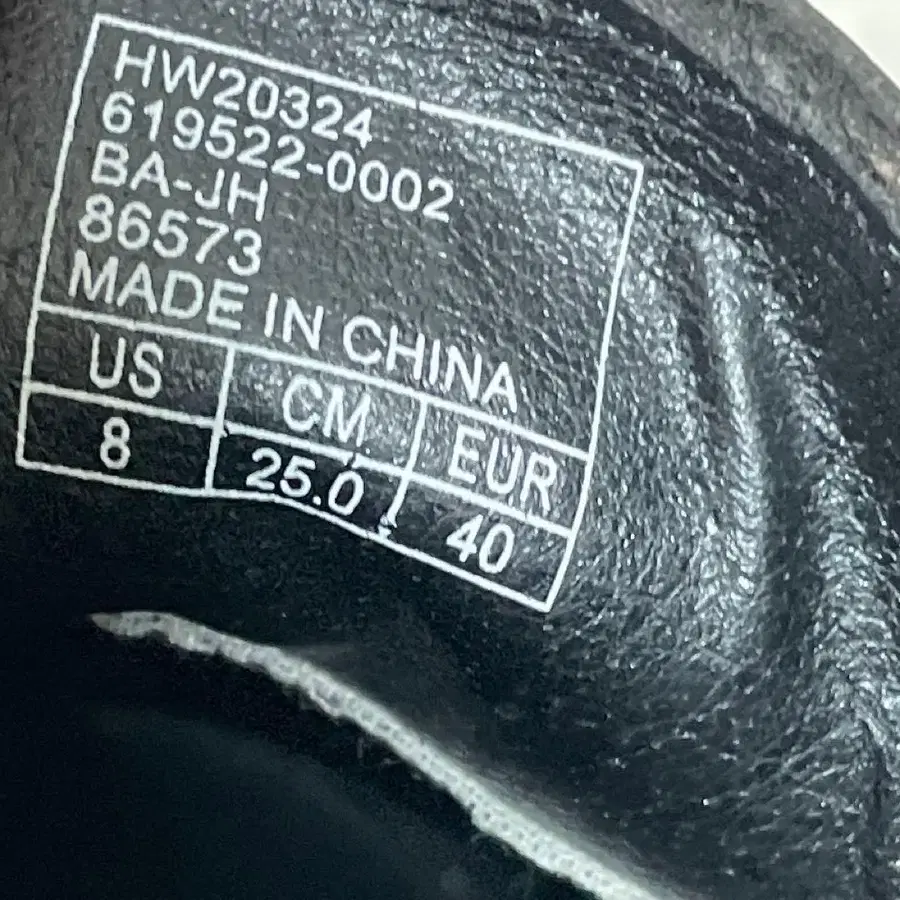 HW20324
619522-0002
BA-JH
86573
MADE IN CHINA
US CM EUR
8 25.0 40